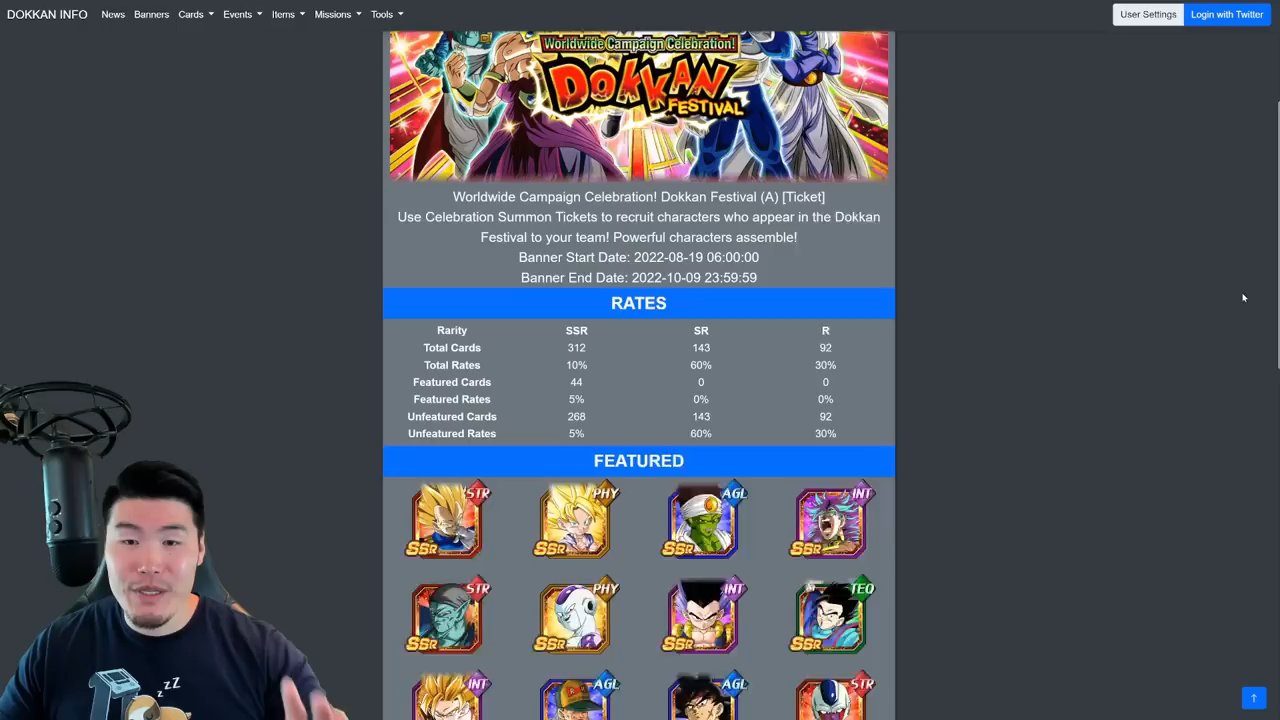 DOKKAN INFO News Banners Cards Events Items Missions Tools User Settings Login with Twitter
Worldwide Campaign Celebration!
DOKKAN
FESTIVAL
Worldwide Campaign Celebration! Dokkan Festival (A) [Ticket]
Use Celebration Summon Tickets to recruit characters who appear in the Dokkan
Festival to your team! Powerful characters assemble!
Banner Start Date: 2022-08-19 06:00:00
Banner End Date: 2022-10-09 23:59:59
RATES
Rarity SSR SR R
Total Cards 312 143 92
Total Rates 10% 60% 30%
Featured Cards 44 0 0
Featured Rates 5% 0% 0%
Unfeatured Cards 268 143 92
Unfeatured Rates 5% 60% 30%
FEATURED
STR PHY AGL INT
SSR SSR SSR SSR
STR PHY INT TEQ
SSR SSR SSR SSR
INT AGL AGL STR
z z Z